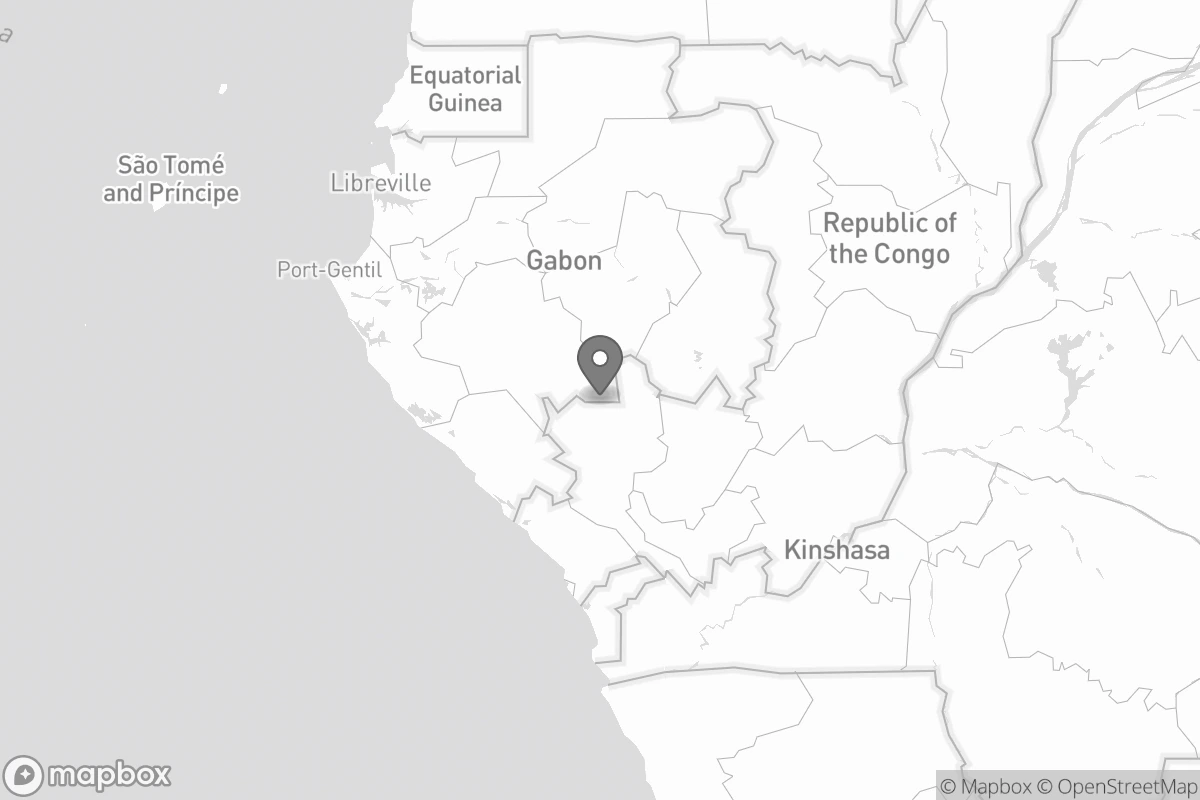 Equatorial
Guinea
São Tomé
and Príncipe
Libreville
Republic of
the Congo
Gabon
Port-Gentil
Kinshasa
mapbox
© Mapbox © OpenStreetMap